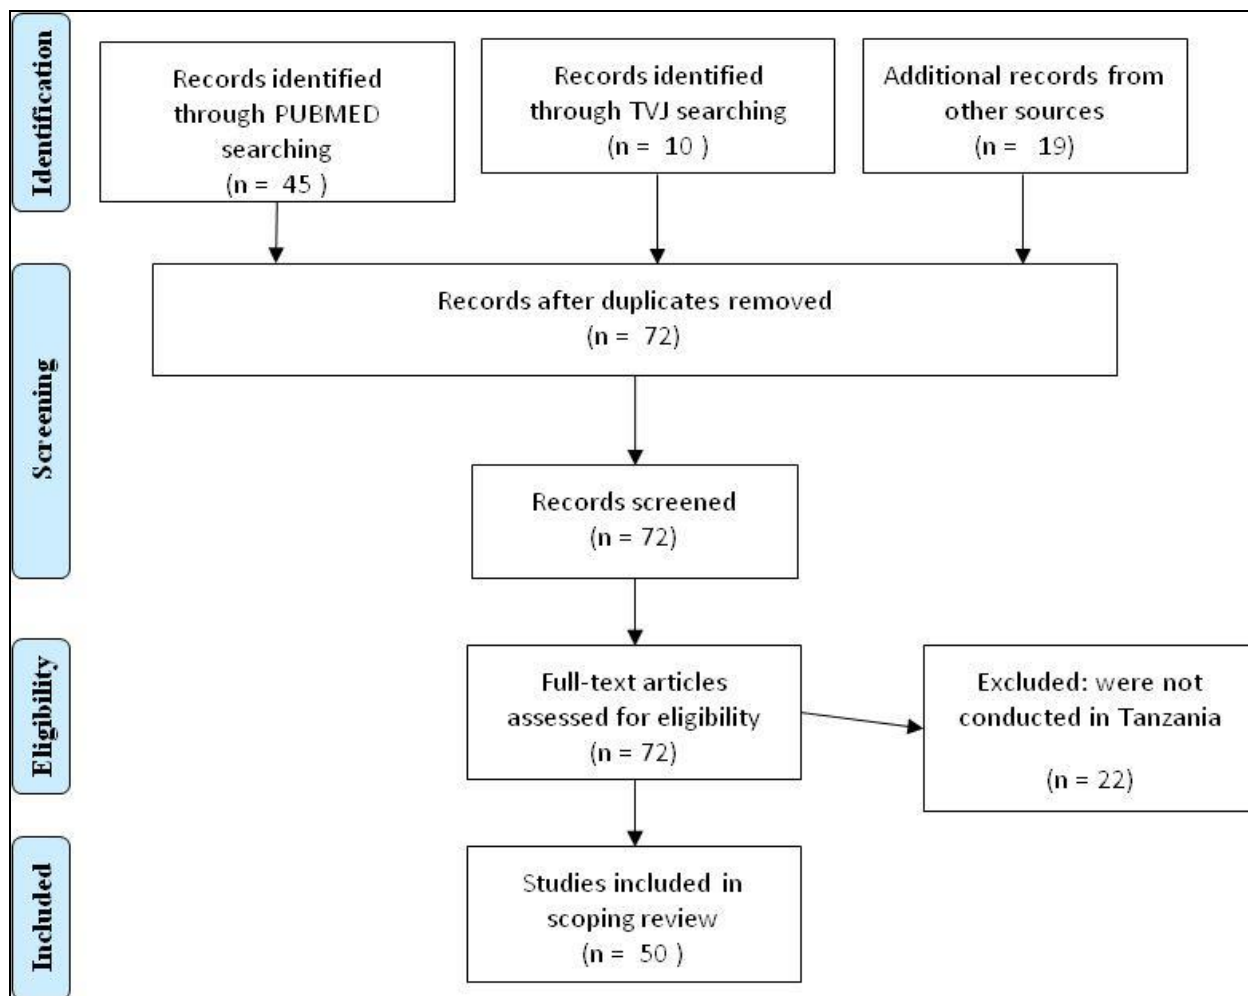 Identification
Records identified
through PUBMED
searching
(n = 45 )
Records identified
through TVJ searching
(n = 10 )
Additional records from
other sources
(n = 19)
Screening
Records after duplicates removed
(n = 72)
Records screened
(n = 72)
Eligibility
Full-text articles
assessed for eligibility
(n = 72)
Excluded: were not
conducted in Tanzania
(n = 22)
Included
Studies included in
scoping review
(n = 50 )